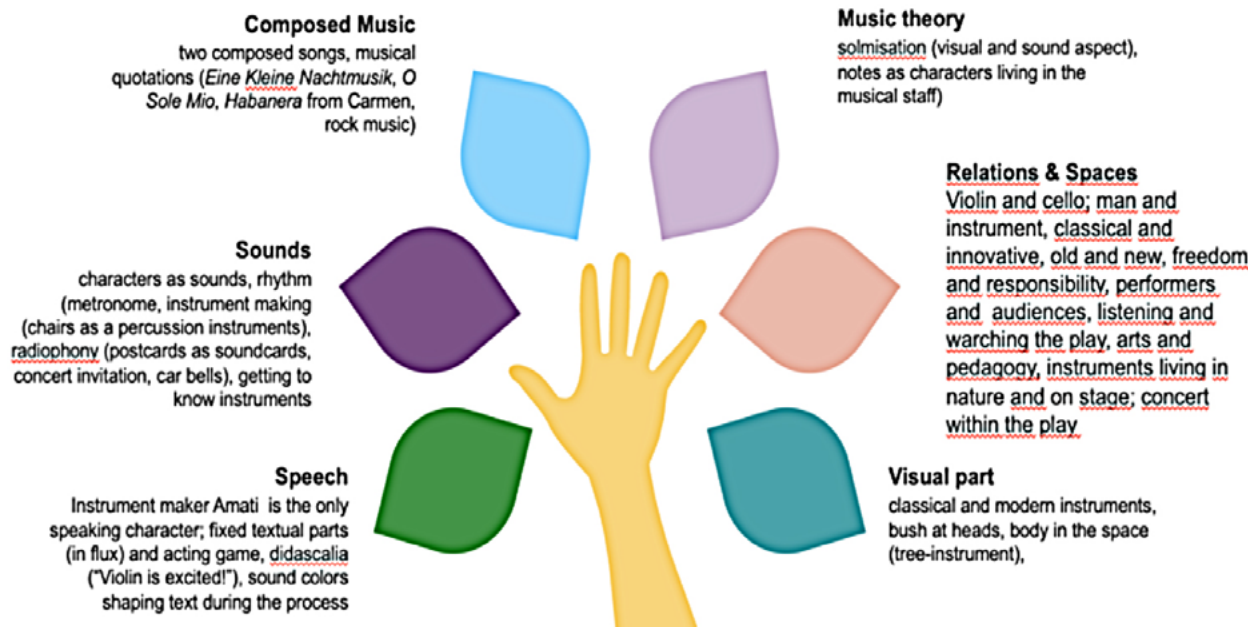 Composed Music
two composed songs, musical
quotations (Eine Kleine Nachtmusik, O
Sole Mio, Habanera from Carmen,
rock music)
Music theory
solmisation (visual and sound aspect),
notes as characters living in the
musical staff)
Sounds
characters as sounds, rhythm
(metronome, instrument making
(chairs as a percussion instruments),
radiophony (postcards as soundcards,
concert invitation, car bells), getting to
know instruments
Relations & Spaces
Violin and cello; man and
instrument, classical and
innovative, old and new, freedom
and responsibility, performers
and audiences, listening and
warching the play, arts and
pedagogy, instruments living in
nature and on stage; concert
within the play
Speech
Instrument maker Amati is the only
speaking character; fixed textual parts
(in flux) and acting game, didascalia
("Violin is excited!"), sound colors
shaping text during the process
Visual part
classical and modern instruments,
bush at heads, body in the space
(tree-instrument),